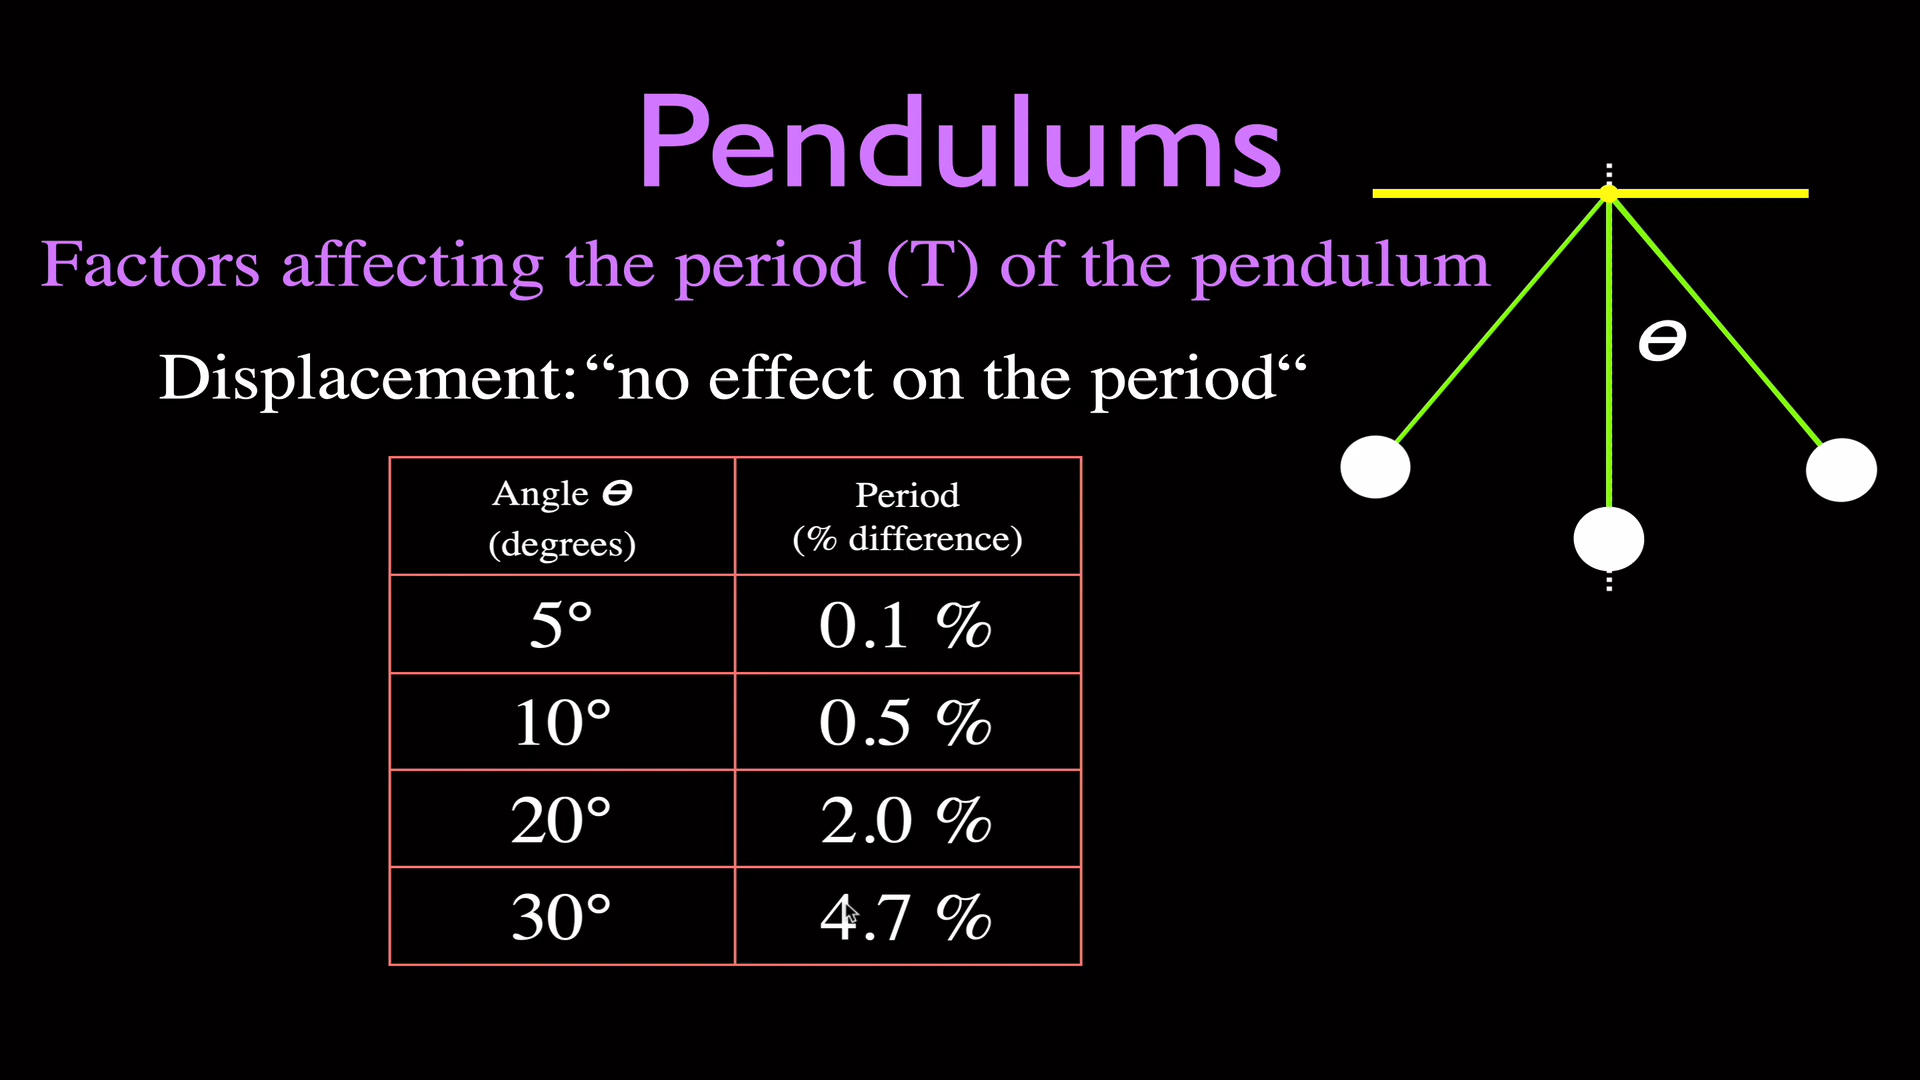 Pendulums
Factors affecting the period (T) of the pendulum
Displacement: “no effect on the period“
Θ
Angle Θ
(degrees)
Period
(% difference)
5° 0.1 %
10° 0.5 %
20° 2.0 %
30° 4.7 %